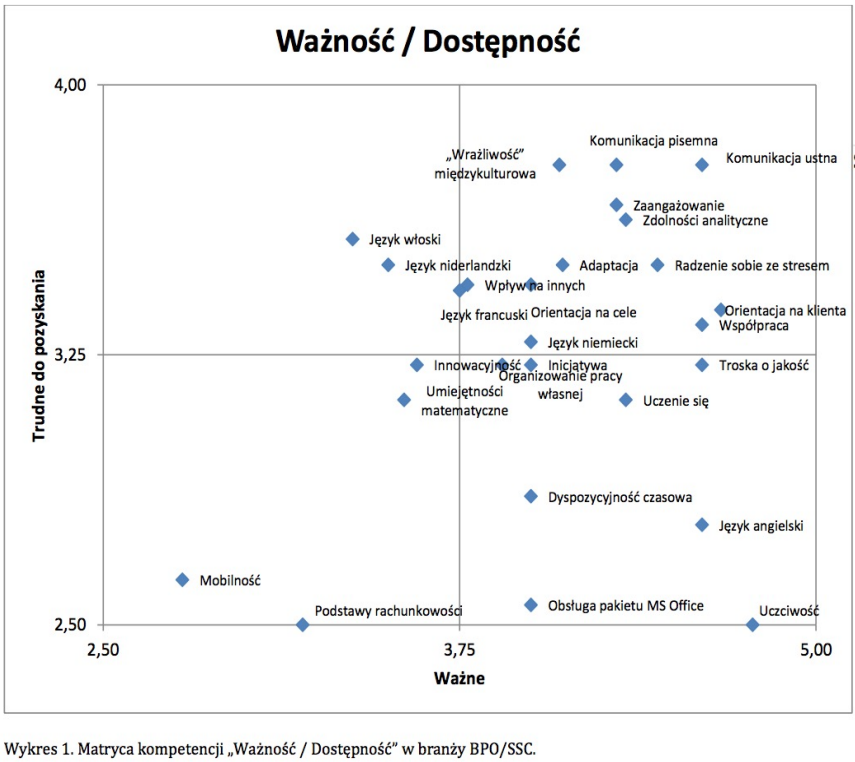 Ważność / Dostępność
4,00
Komunikacja pisemna
„Wrażliwość”
międzykulturowa
Komunikacja ustna
Zaangażowanie
Zdolności analityczne
Język włoski
Język niderlandzki
Adaptacja
Radzenie sobie ze stresem
Wpływ na innych
Język francuski
Orientacja na cele
Orientacja na klienta
Współpraca
Język niemiecki
Trudne do pozyskania
3,25
Innowacyjność
Inicjatywa
Troska o jakość
Organizowanie pracy
własnej
Umiejętności
matematyczne
Uczenie się
Dyspozycyjność czasowa
Język angielski
Mobilność
Podstawy rachunkowości
Obsługa pakietu MS Office
Uczciwość
2,50
2,50
3,75
5,00
Ważne
Wykres 1. Matryca kompetencji „Ważność / Dostępność” w branży BPO/SSC.